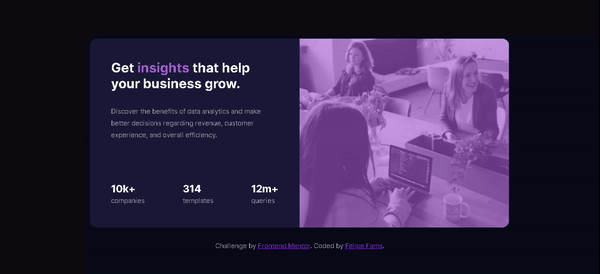 Get insights that help
your business grow.
Discover the benefits of data analytics and make
better decisions regarding revenue, customer
experience, and overall efficiency.
10k+ 314 12m+
companies templates queries
Challenge by Frontend Mentor. Coded by Felipe Fama.